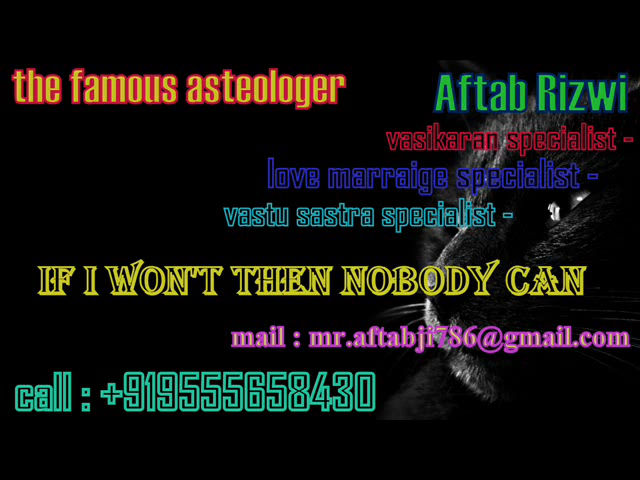 the famous asteologer
Aftab Rizwi
vasikaran specialist -
love marraige specialist -
vastu sastra specialist -
IF I WON'T THEN NOBODY CAN
mail : mr.aftabji786@gmail.com
call : +919555658430